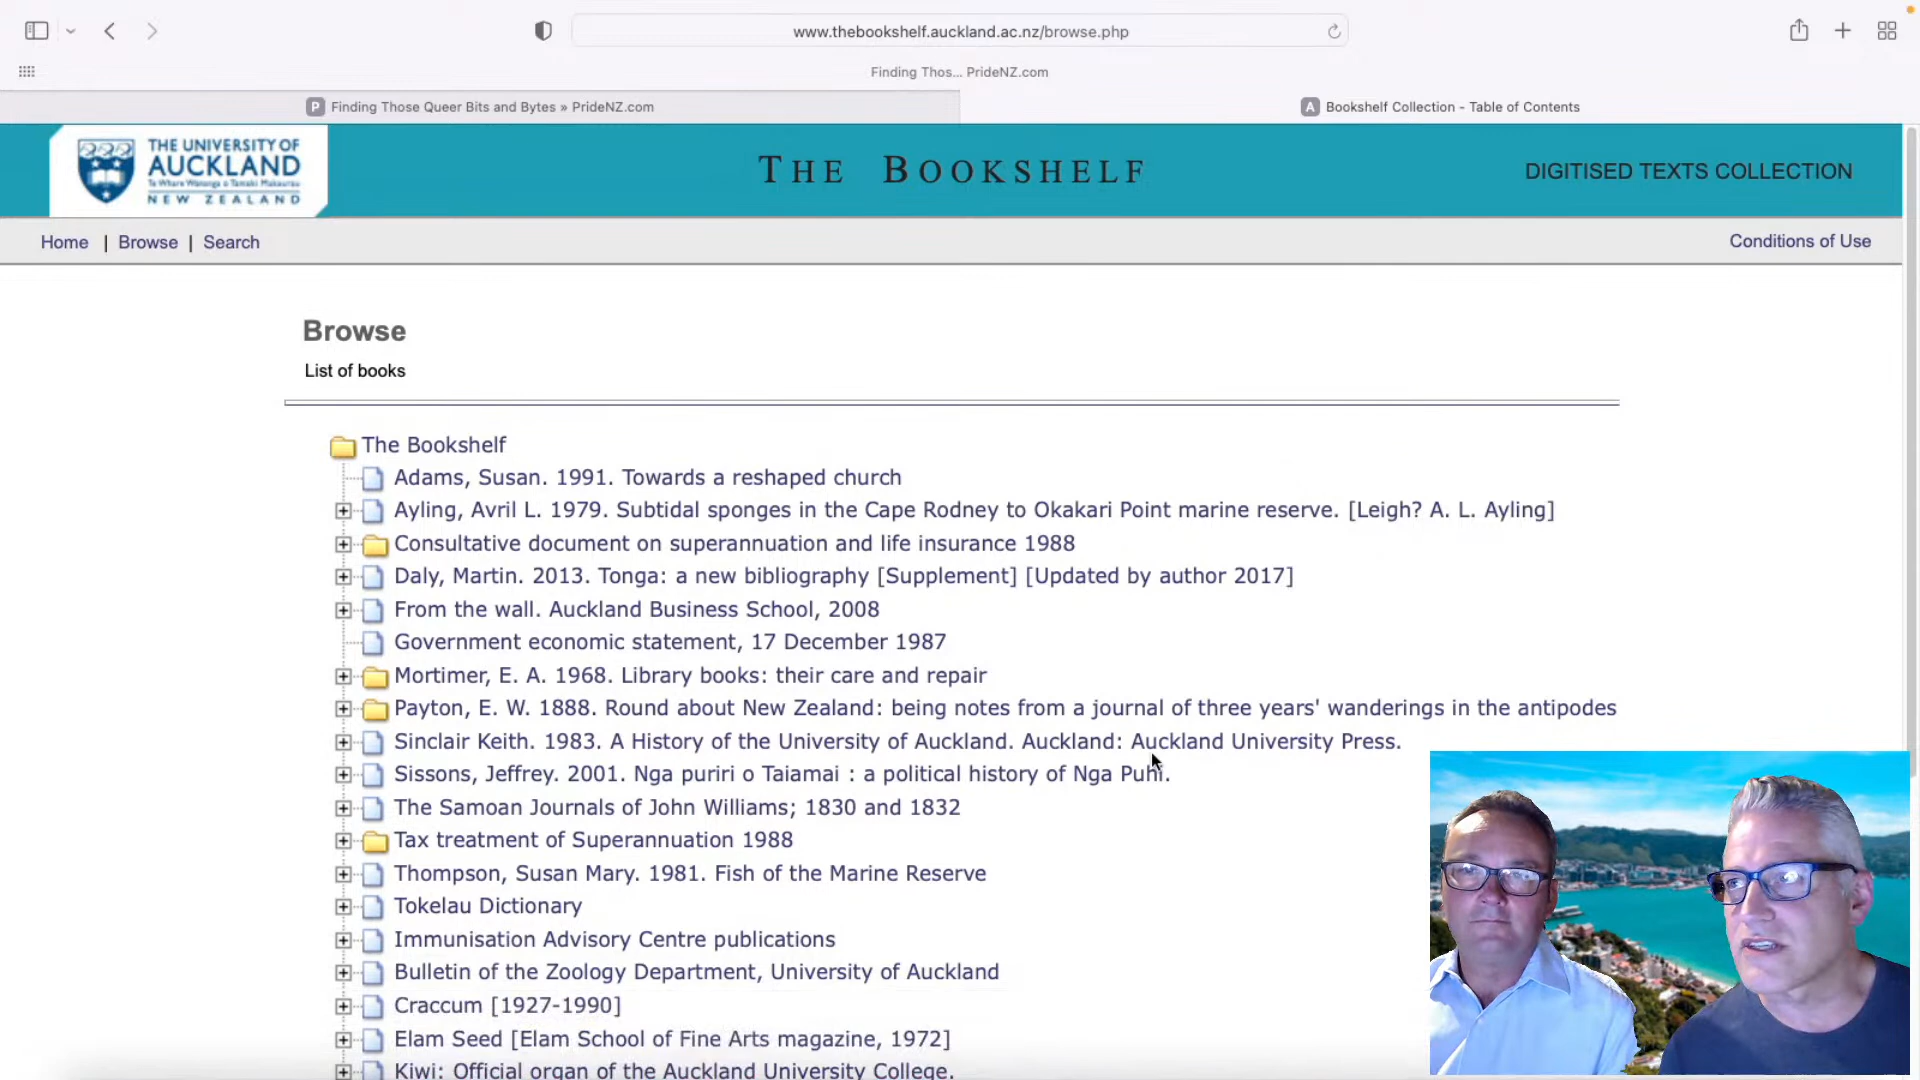 www.thebookshelf.auckland.ac.nz/browse.php
Finding Thos... PrideNZ.com
P Finding Those Queer Bits and Bytes » PrideNZ.com
A Bookshelf Collection - Table of Contents
THE UNIVERSITY OF
AUCKLAND
Te Whare Wānanga o Tāmaki Makaurau
NEW ZEALAND
THE BOOKSHELF
DIGITISED TEXTS COLLECTION
Home | Browse | Search
Conditions of Use
Browse
List of books
The Bookshelf
Adams, Susan. 1991. Towards a reshaped church
Ayling, Avril L. 1979. Subtidal sponges in the Cape Rodney to Okakari Point marine reserve. [Leigh? A. L. Ayling]
Consultative document on superannuation and life insurance 1988
Daly, Martin. 2013. Tonga: a new bibliography [Supplement] [Updated by author 2017]
From the wall. Auckland Business School, 2008
Government economic statement, 17 December 1987
Mortimer, E. A. 1968. Library books: their care and repair
Payton, E. W. 1888. Round about New Zealand: being notes from a journal of three years' wanderings in the antipodes
Sinclair Keith. 1983. A History of the University of Auckland. Auckland: Auckland University Press.
Sissons, Jeffrey. 2001. Nga puriri o Taiamai : a political history of Nga Puhi.
The Samoan Journals of John Williams; 1830 and 1832
Tax treatment of Superannuation 1988
Thompson, Susan Mary. 1981. Fish of the Marine Reserve
Tokelau Dictionary
Immunisation Advisory Centre publications
Bulletin of the Zoology Department, University of Auckland
Craccum [1927-1990]
Elam Seed [Elam School of Fine Arts magazine, 1972]
Kiwi: Official organ of the Auckland University College.